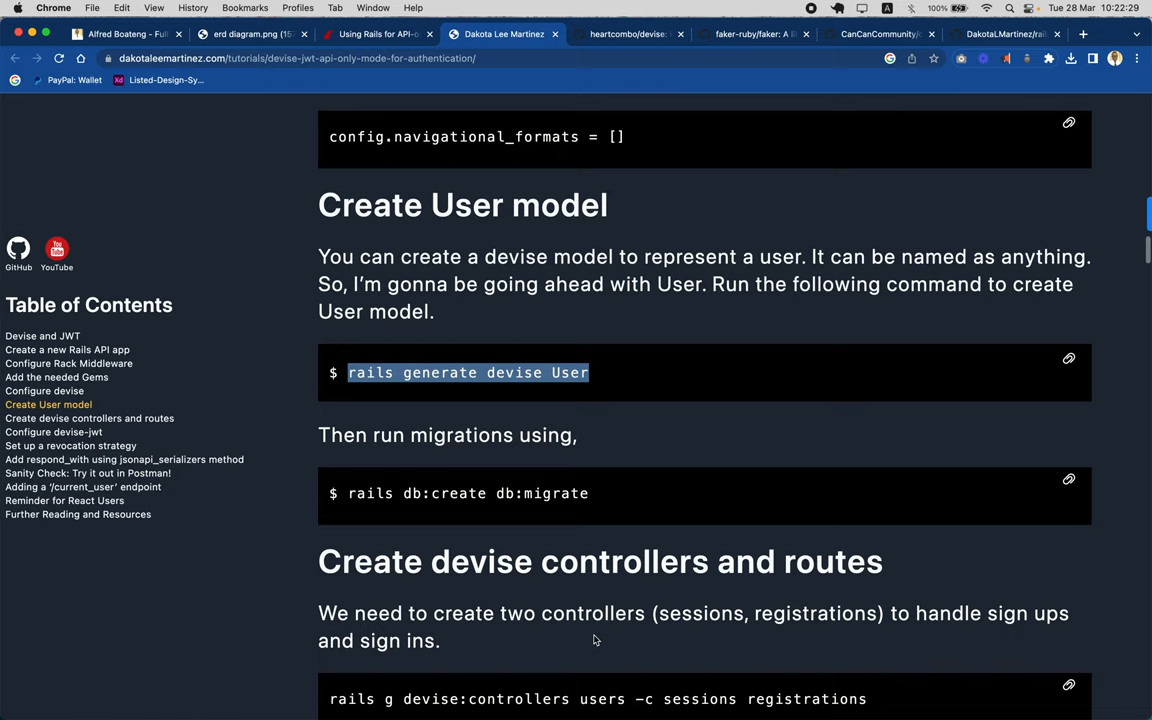 Chrome File Edit View History Bookmarks Profiles Tab Window Help A 100% Tue 28 Mar 10:22:29
Alfred Boateng - Ful erd diagram.png (157 Using Rails for API-o Dakota Lee Martinez heartcombo/devise: faker-ruby/faker: A li CanCanCommunity/c DakotaLMartinez/rai
dakotaleemartinez.com/tutorials/devise-jwt-api-only-mode-for-authentication/
PayPal: Wallet Xd Listed-Design-Sy...
config.navigational_formats = []
Create User model
You can create a devise model to represent a user. It can be named as anything.
So, I'm gonna be going ahead with User. Run the following command to create
User model.
$ rails generate devise User
Then run migrations using,
$ rails db:create db:migrate
Create devise controllers and routes
We need to create two controllers (sessions, registrations) to handle sign ups
and sign ins.
rails g devise:controllers users -c sessions registrations
You Tube
GitHub YouTube
Table of Contents
Devise and JWT
Create a new Rails API app
Configure Rack Middleware
Add the needed Gems
Configure devise
Create User model
Create devise controllers and routes
Configure devise-jwt
Set up a revocation strategy
Add respond_with using jsonapi_serializers method
Sanity Check: Try it out in Postman!
Adding a '/current_user' endpoint
Reminder for React Users
Further Reading and Resources